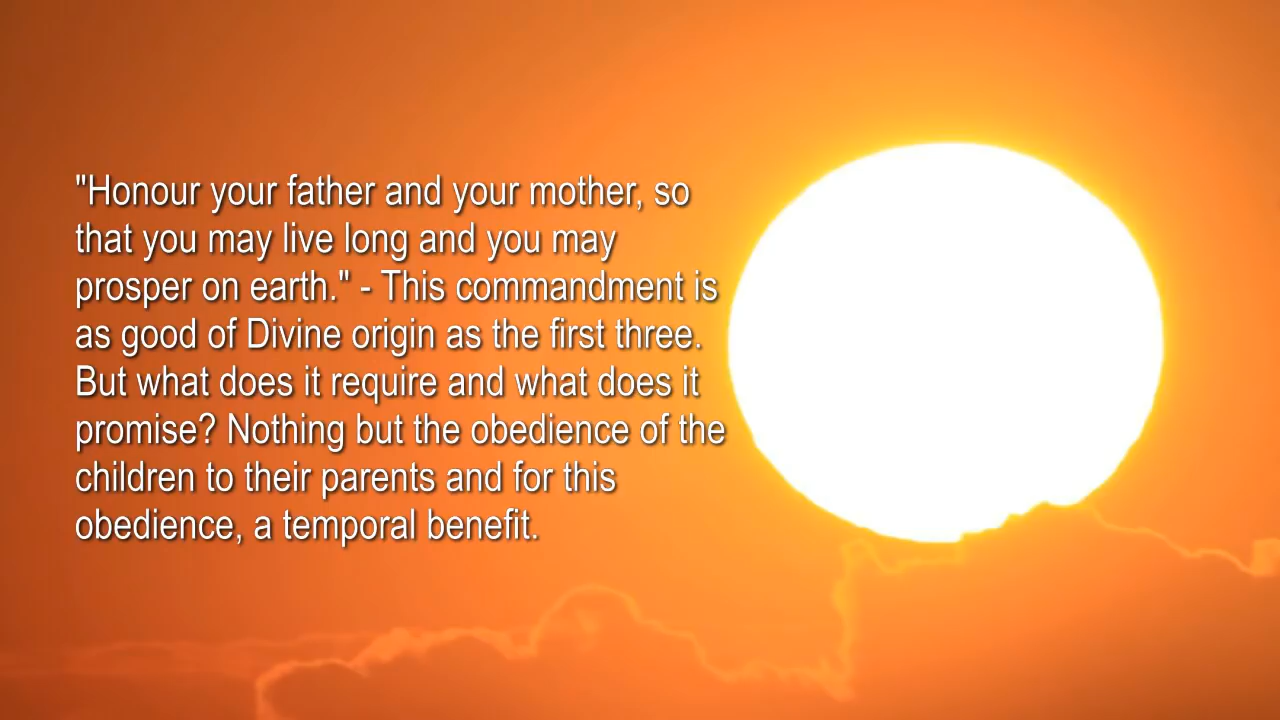 "Honour your father and your mother, so
that you may live long and you may
prosper on earth." - This commandment is
as good of Divine origin as the first three.
But what does it require and what does it
promise? Nothing but the obedience of the
children to their parents and for this
obedience, a temporal benefit.